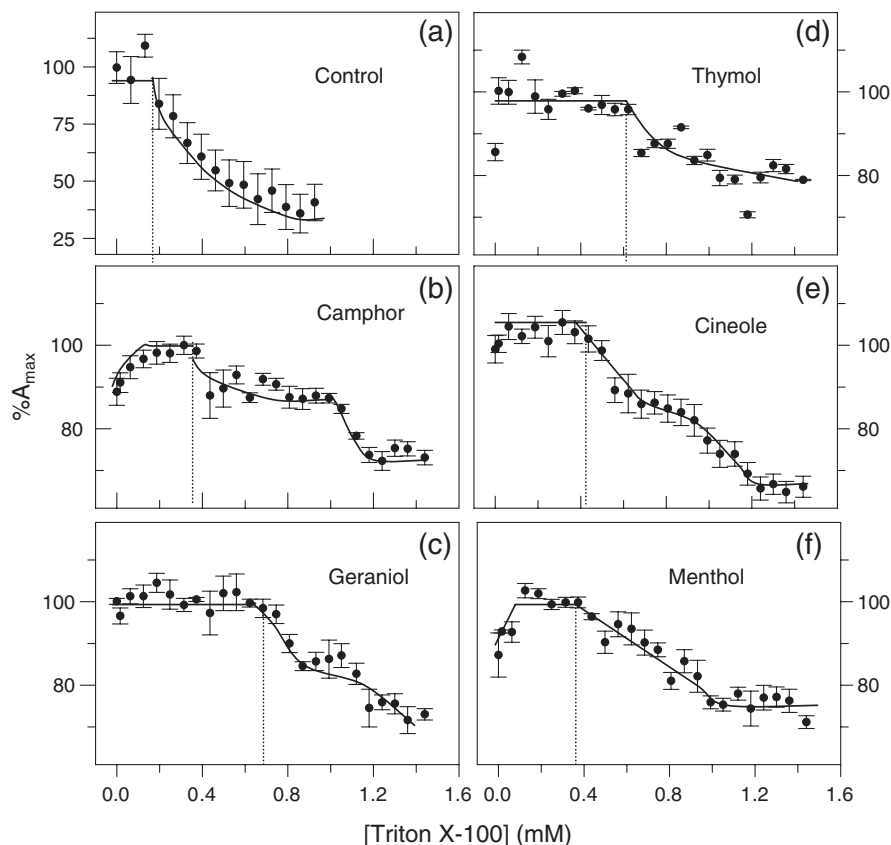 (a)
Control
100
75
50
25
(d)
Thymol
100
80
(b)
Camphor
100
80
(e)
Cineole
100
80
%Amax
(c)
Geraniol
100
80
(f)
Menthol
100
80
0.0 0.4 0.8 1.2 1.6
0.0 0.4 0.8 1.2 1.6
[Triton X-100] (mM)